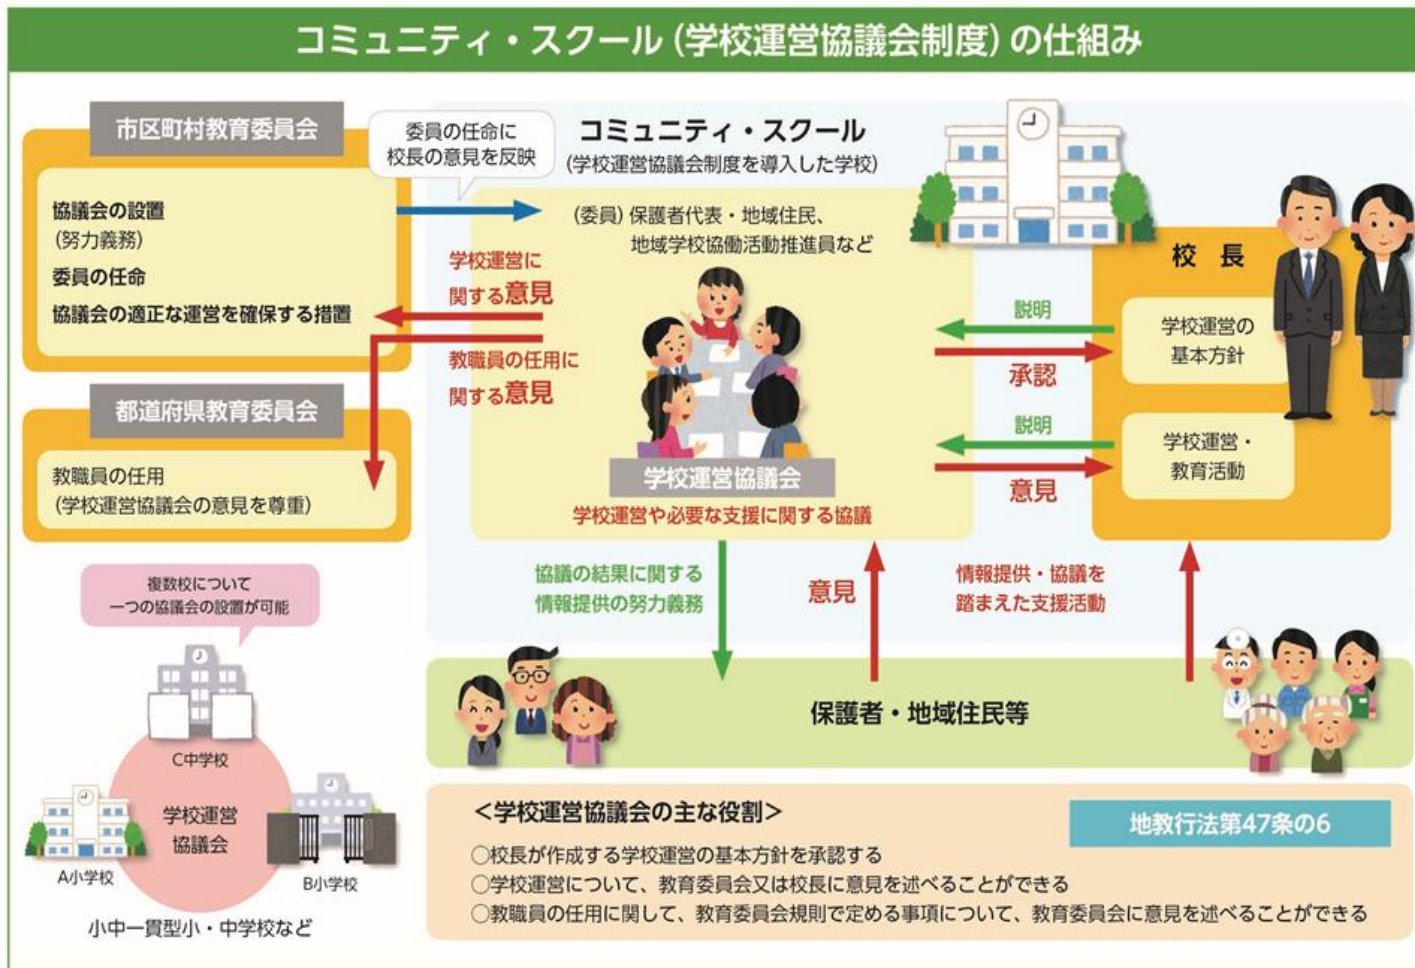 コミュニティ・スクール(学校運営協議会制度)の仕組み
市区町村教育委員会
協議会の設置
(努力義務)
委員の任命
協議会の適正な運営を確保する措置
委員の任命に
校長の意見を反映
コミュニティ・スクール
(学校運営協議会制度を導入した学校)
(委員)保護者代表・地域住民、
地域学校協働活動推進員など
学校運営に
関する意見
教職員の任用に
関する意見
学校運営協議会
学校運営や必要な支援に関する協議
校 長
説明
承認
学校運営の
基本方針
説明
意見
学校運営・
教育活動
都道府県教育委員会
教職員の任用
(学校運営協議会の意見を尊重)
協議の結果に関する
情報提供の努力義務
意見
情報提供・協議を
踏まえた支援活動
保護者・地域住民等
複数校について
一つの協議会の設置が可能
C中学校
学校運営
協議会
A小学校
B小学校
小中一貫型小・中学校など
<学校運営協議会の主な役割>
地教行法第47条の6
○校長が作成する学校運営の基本方針を承認する
○学校運営について、教育委員会又は校長に意見を述べることができる
○教職員の任用に関して、教育委員会規則で定める事項について、教育委員会に意見を述べることができる